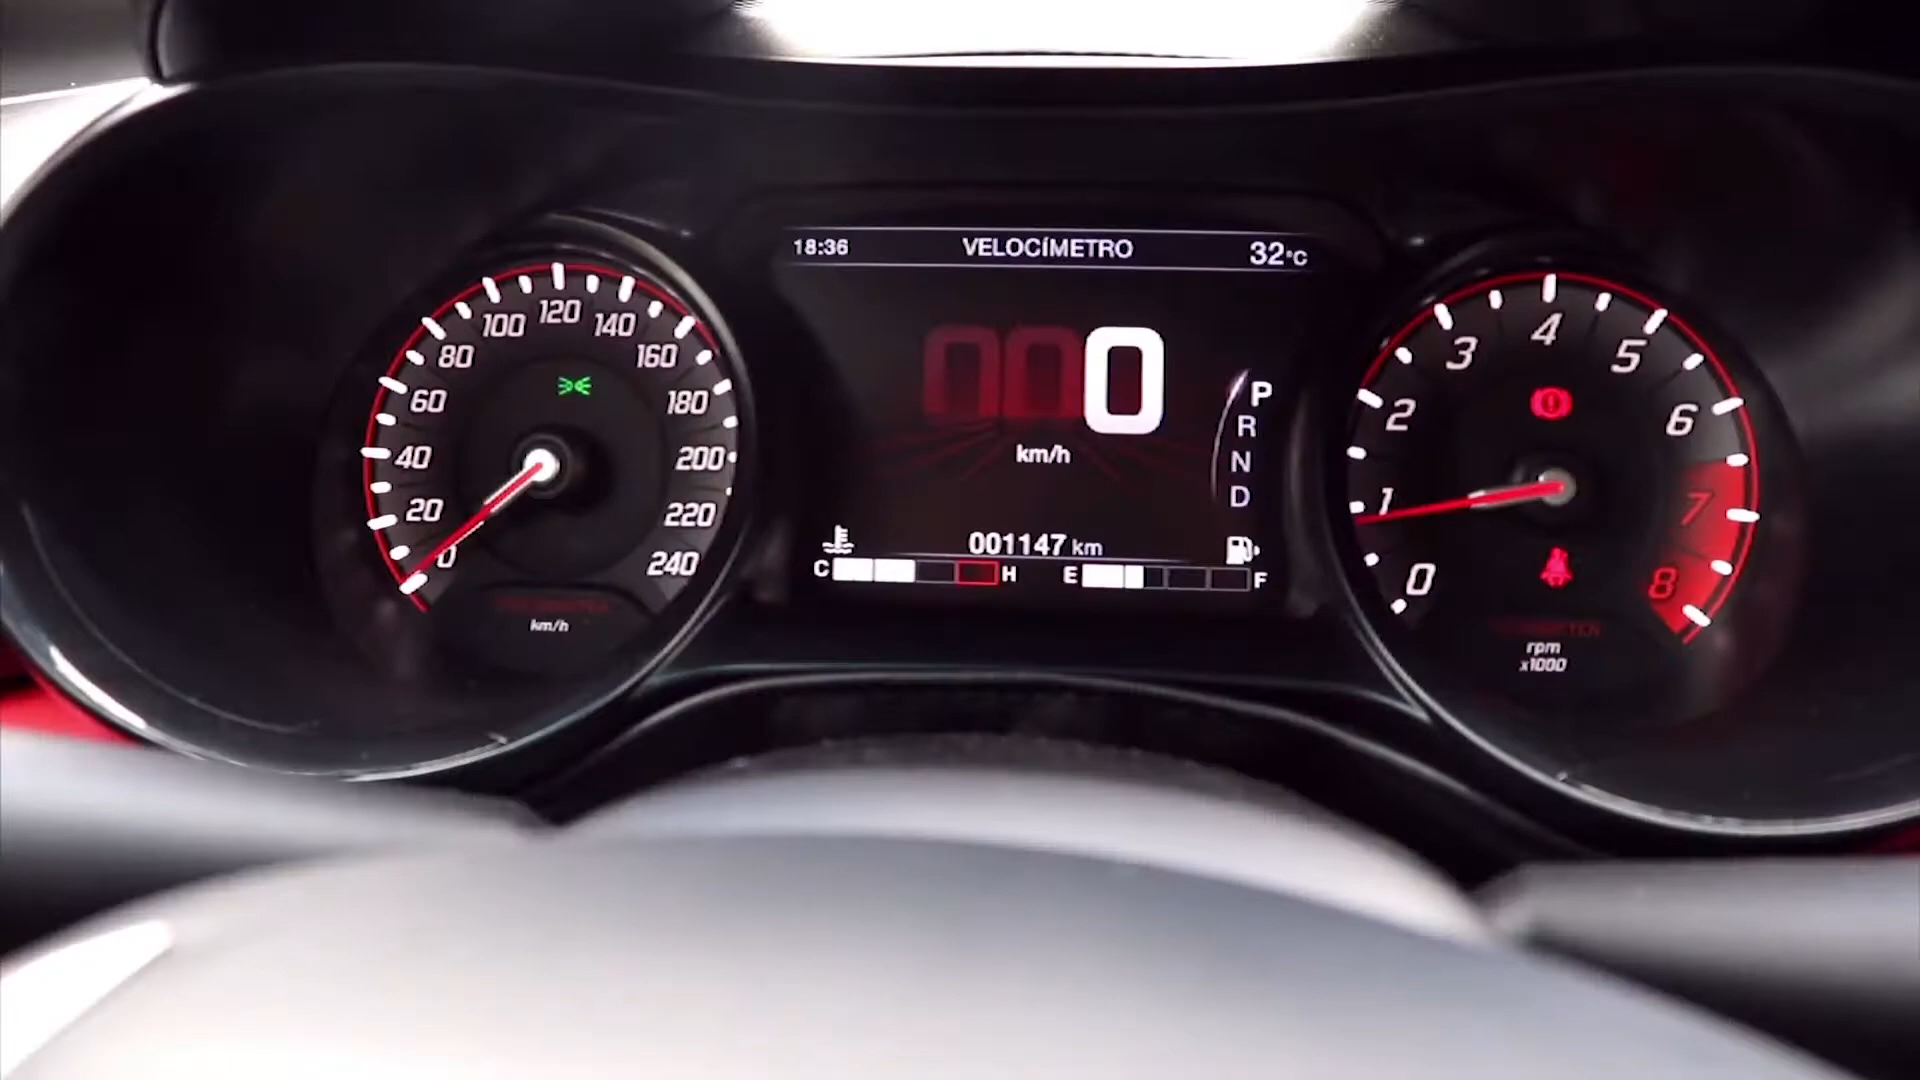 18:36 VELOCÍMETRO 32°C
0 20 40 60 80 100 120 140 160 180 200 220 240
km/h
000
km/h
P
R
N
D
001147 km
C H E F
0 1 2 3 4 5 6 7 8
rpm
x1000